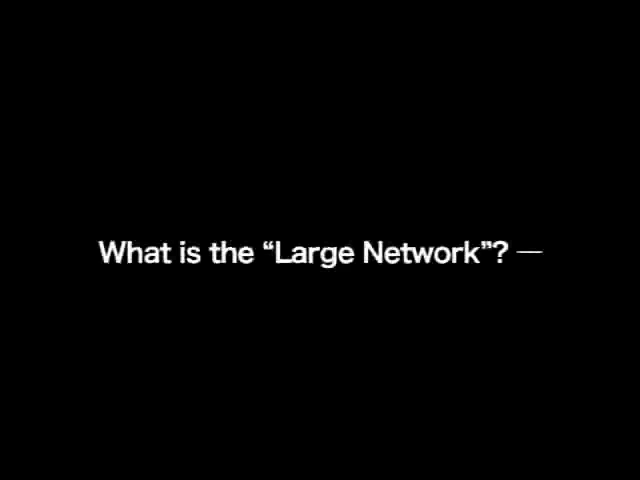 What is the “Large Network”? —